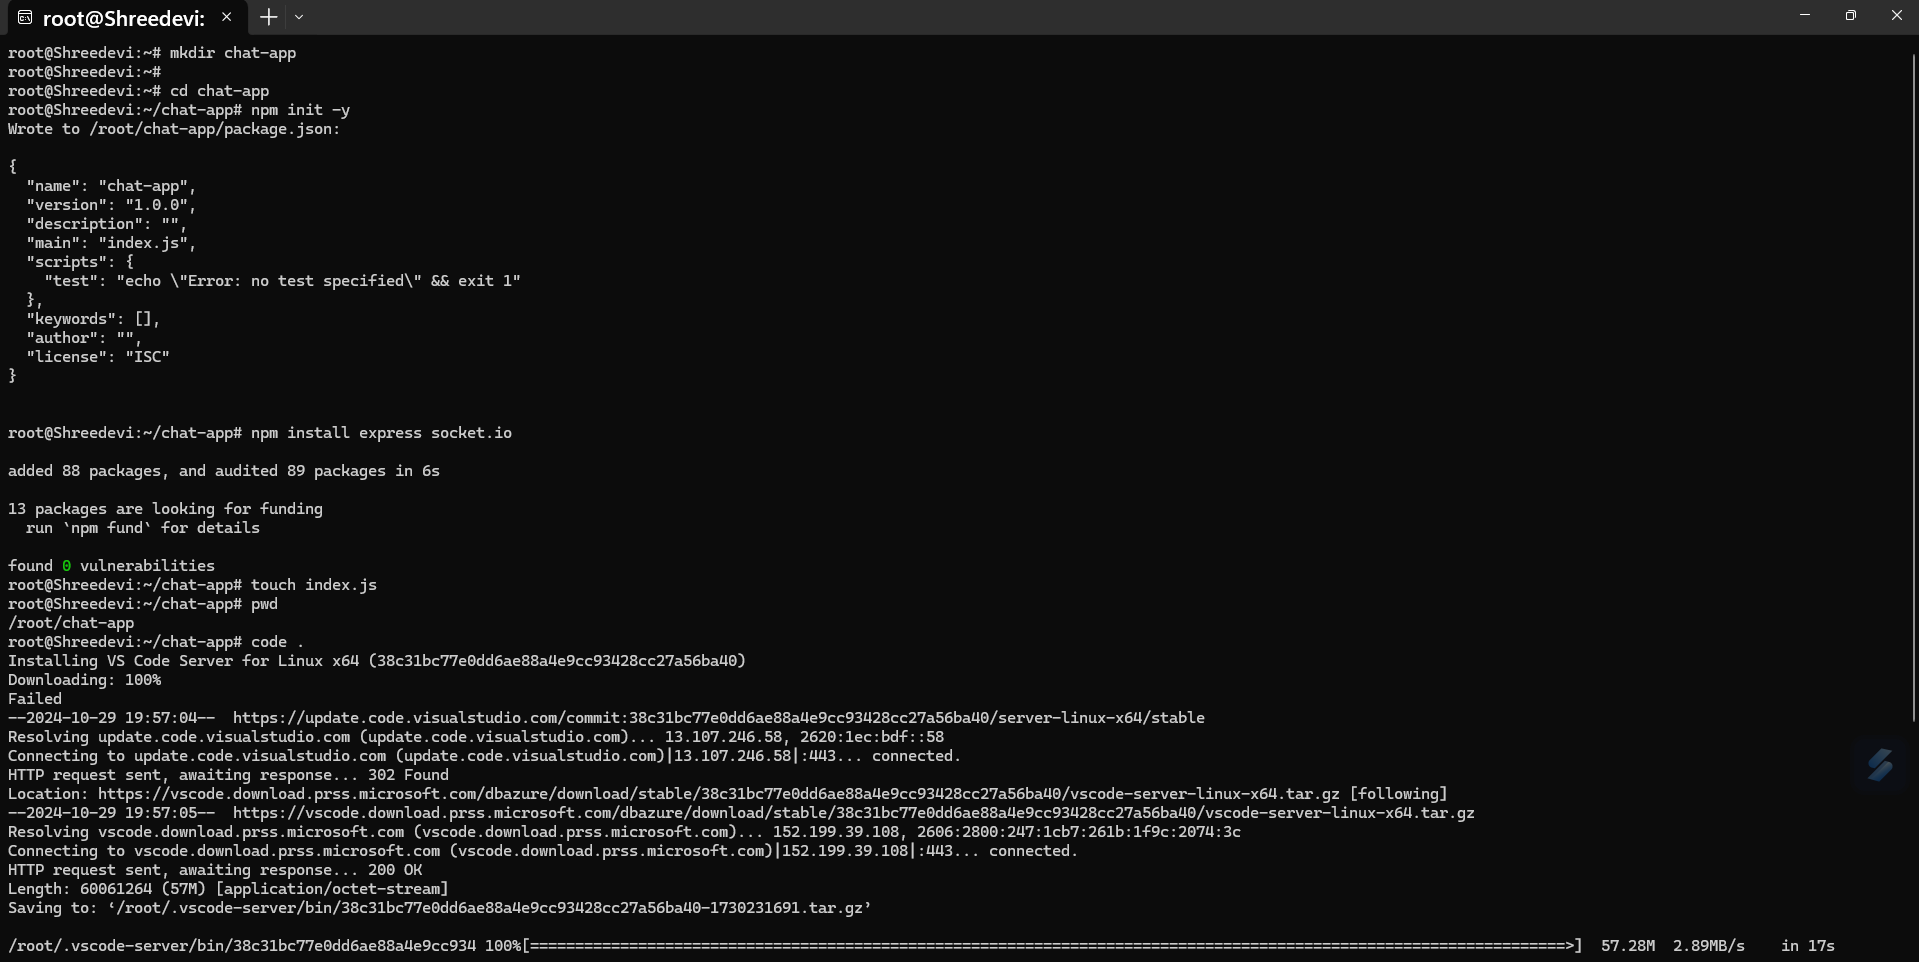 root@Shreedevi:
root@Shreedevi:~# mkdir chat-app
root@Shreedevi:~#
root@Shreedevi:~# cd chat-app
root@Shreedevi:~/chat-app# npm init -y
Wrote to /root/chat-app/package.json:
{
  "name": "chat-app",
  "version": "1.0.0",
  "description": "",
  "main": "index.js",
  "scripts": {
    "test": "echo \"Error: no test specified\" && exit 1"
  },
  "keywords": [],
  "author": "",
  "license": "ISC"
}
root@Shreedevi:~/chat-app# npm install express socket.io
added 88 packages, and audited 89 packages in 6s
13 packages are looking for funding
  run `npm fund` for details
found 0 vulnerabilities
root@Shreedevi:~/chat-app# touch index.js
root@Shreedevi:~/chat-app# pwd
/root/chat-app
root@Shreedevi:~/chat-app# code .
Installing VS Code Server for Linux x64 (38c31bc77e0dd6ae88a4e9cc93428cc27a56ba40)
Downloading: 100%
Failed
--2024-10-29 19:57:04--  https://update.code.visualstudio.com/commit:38c31bc77e0dd6ae88a4e9cc93428cc27a56ba40/server-linux-x64/stable
Resolving update.code.visualstudio.com (update.code.visualstudio.com)... 13.107.246.58, 2620:1ec:bdf::58
Connecting to update.code.visualstudio.com (update.code.visualstudio.com)|13.107.246.58|:443... connected.
HTTP request sent, awaiting response... 302 Found
Location: https://vscode.download.prss.microsoft.com/dbazure/download/stable/38c31bc77e0dd6ae88a4e9cc93428cc27a56ba40/vscode-server-linux-x64.tar.gz [following]
--2024-10-29 19:57:05--  https://vscode.download.prss.microsoft.com/dbazure/download/stable/38c31bc77e0dd6ae88a4e9cc93428cc27a56ba40/vscode-server-linux-x64.tar.gz
Resolving vscode.download.prss.microsoft.com (vscode.download.prss.microsoft.com)... 152.199.39.108, 2606:2800:247:1cb7:261b:1f9c:2074:3c
Connecting to vscode.download.prss.microsoft.com (vscode.download.prss.microsoft.com)|152.199.39.108|:443... connected.
HTTP request sent, awaiting response... 200 OK
Length: 60061264 (57M) [application/octet-stream]
Saving to: ‘/root/.vscode-server/bin/38c31bc77e0dd6ae88a4e9cc93428cc27a56ba40-1730231691.tar.gz’
/root/.vscode-server/bin/38c31bc77e0dd6ae88a4e9cc934 100%[===================================================================================================================>]  57.28M  2.89MB/s    in 17s